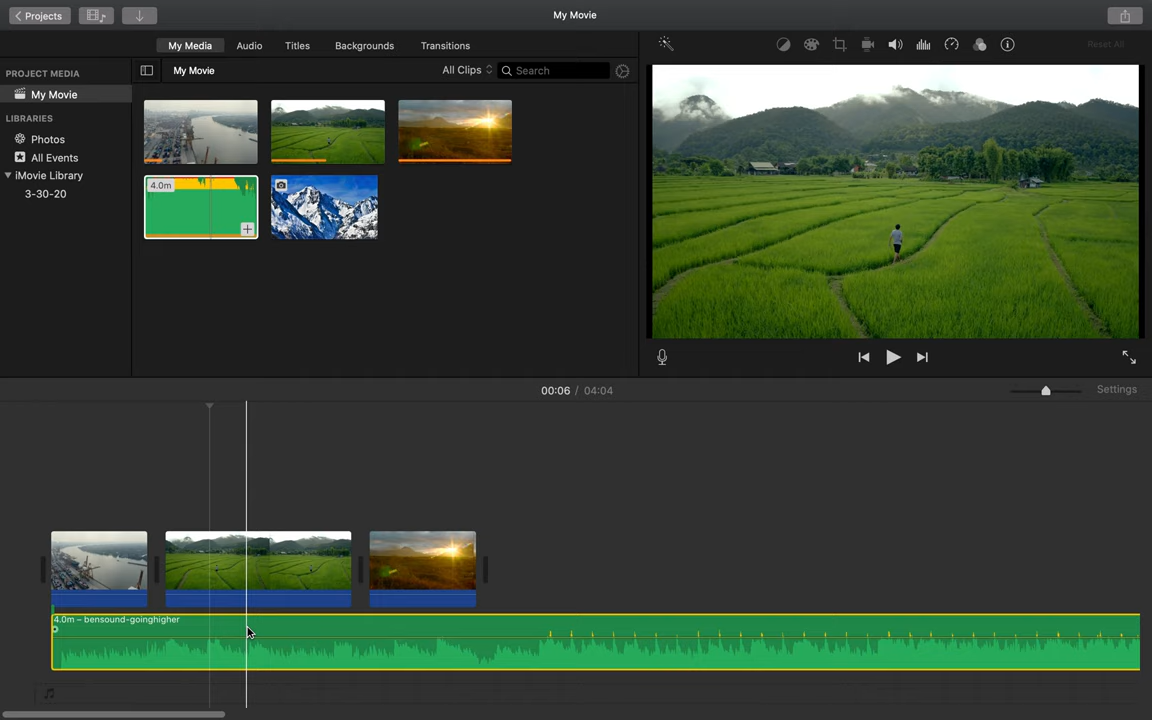 Projects
My Movie
My Media
Audio
Titles
Backgrounds
Transitions
Reset All
PROJECT MEDIA
My Movie
LIBRARIES
Photos
All Events
iMovie Library
3-30-20
My Movie
All Clips
Search
4.0m
00:06 / 04:04
Settings
4.0m – bensound-goinghigher